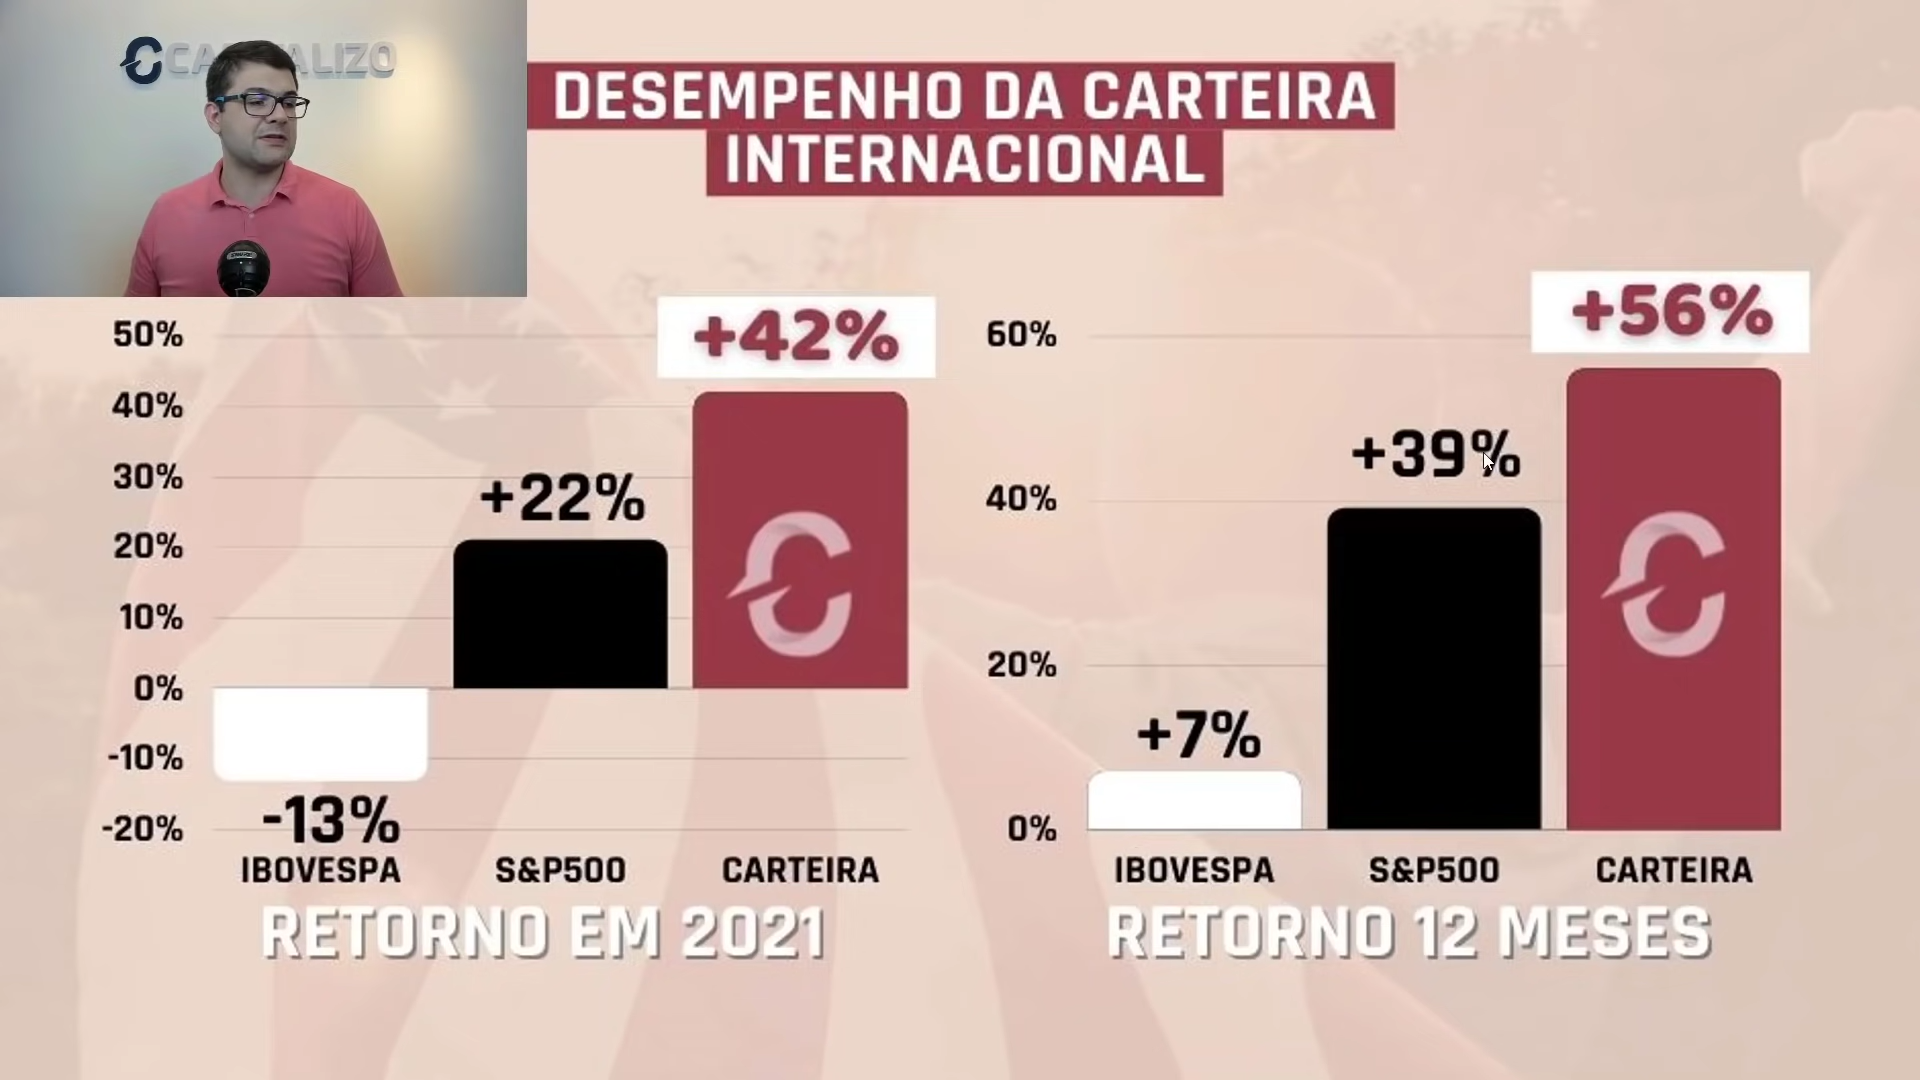 CAPITALIZO
DESEMPENHO DA CARTEIRA
INTERNACIONAL
50%
40%
30%
20%
10%
0%
-10%
-20%
-13%
+22%
+42%
IBOVESPA
S&P500
CARTEIRA
RETORNO EM 2021
60%
40%
20%
0%
+7%
+39%
+56%
IBOVESPA
S&P500
CARTEIRA
RETORNO 12 MESES